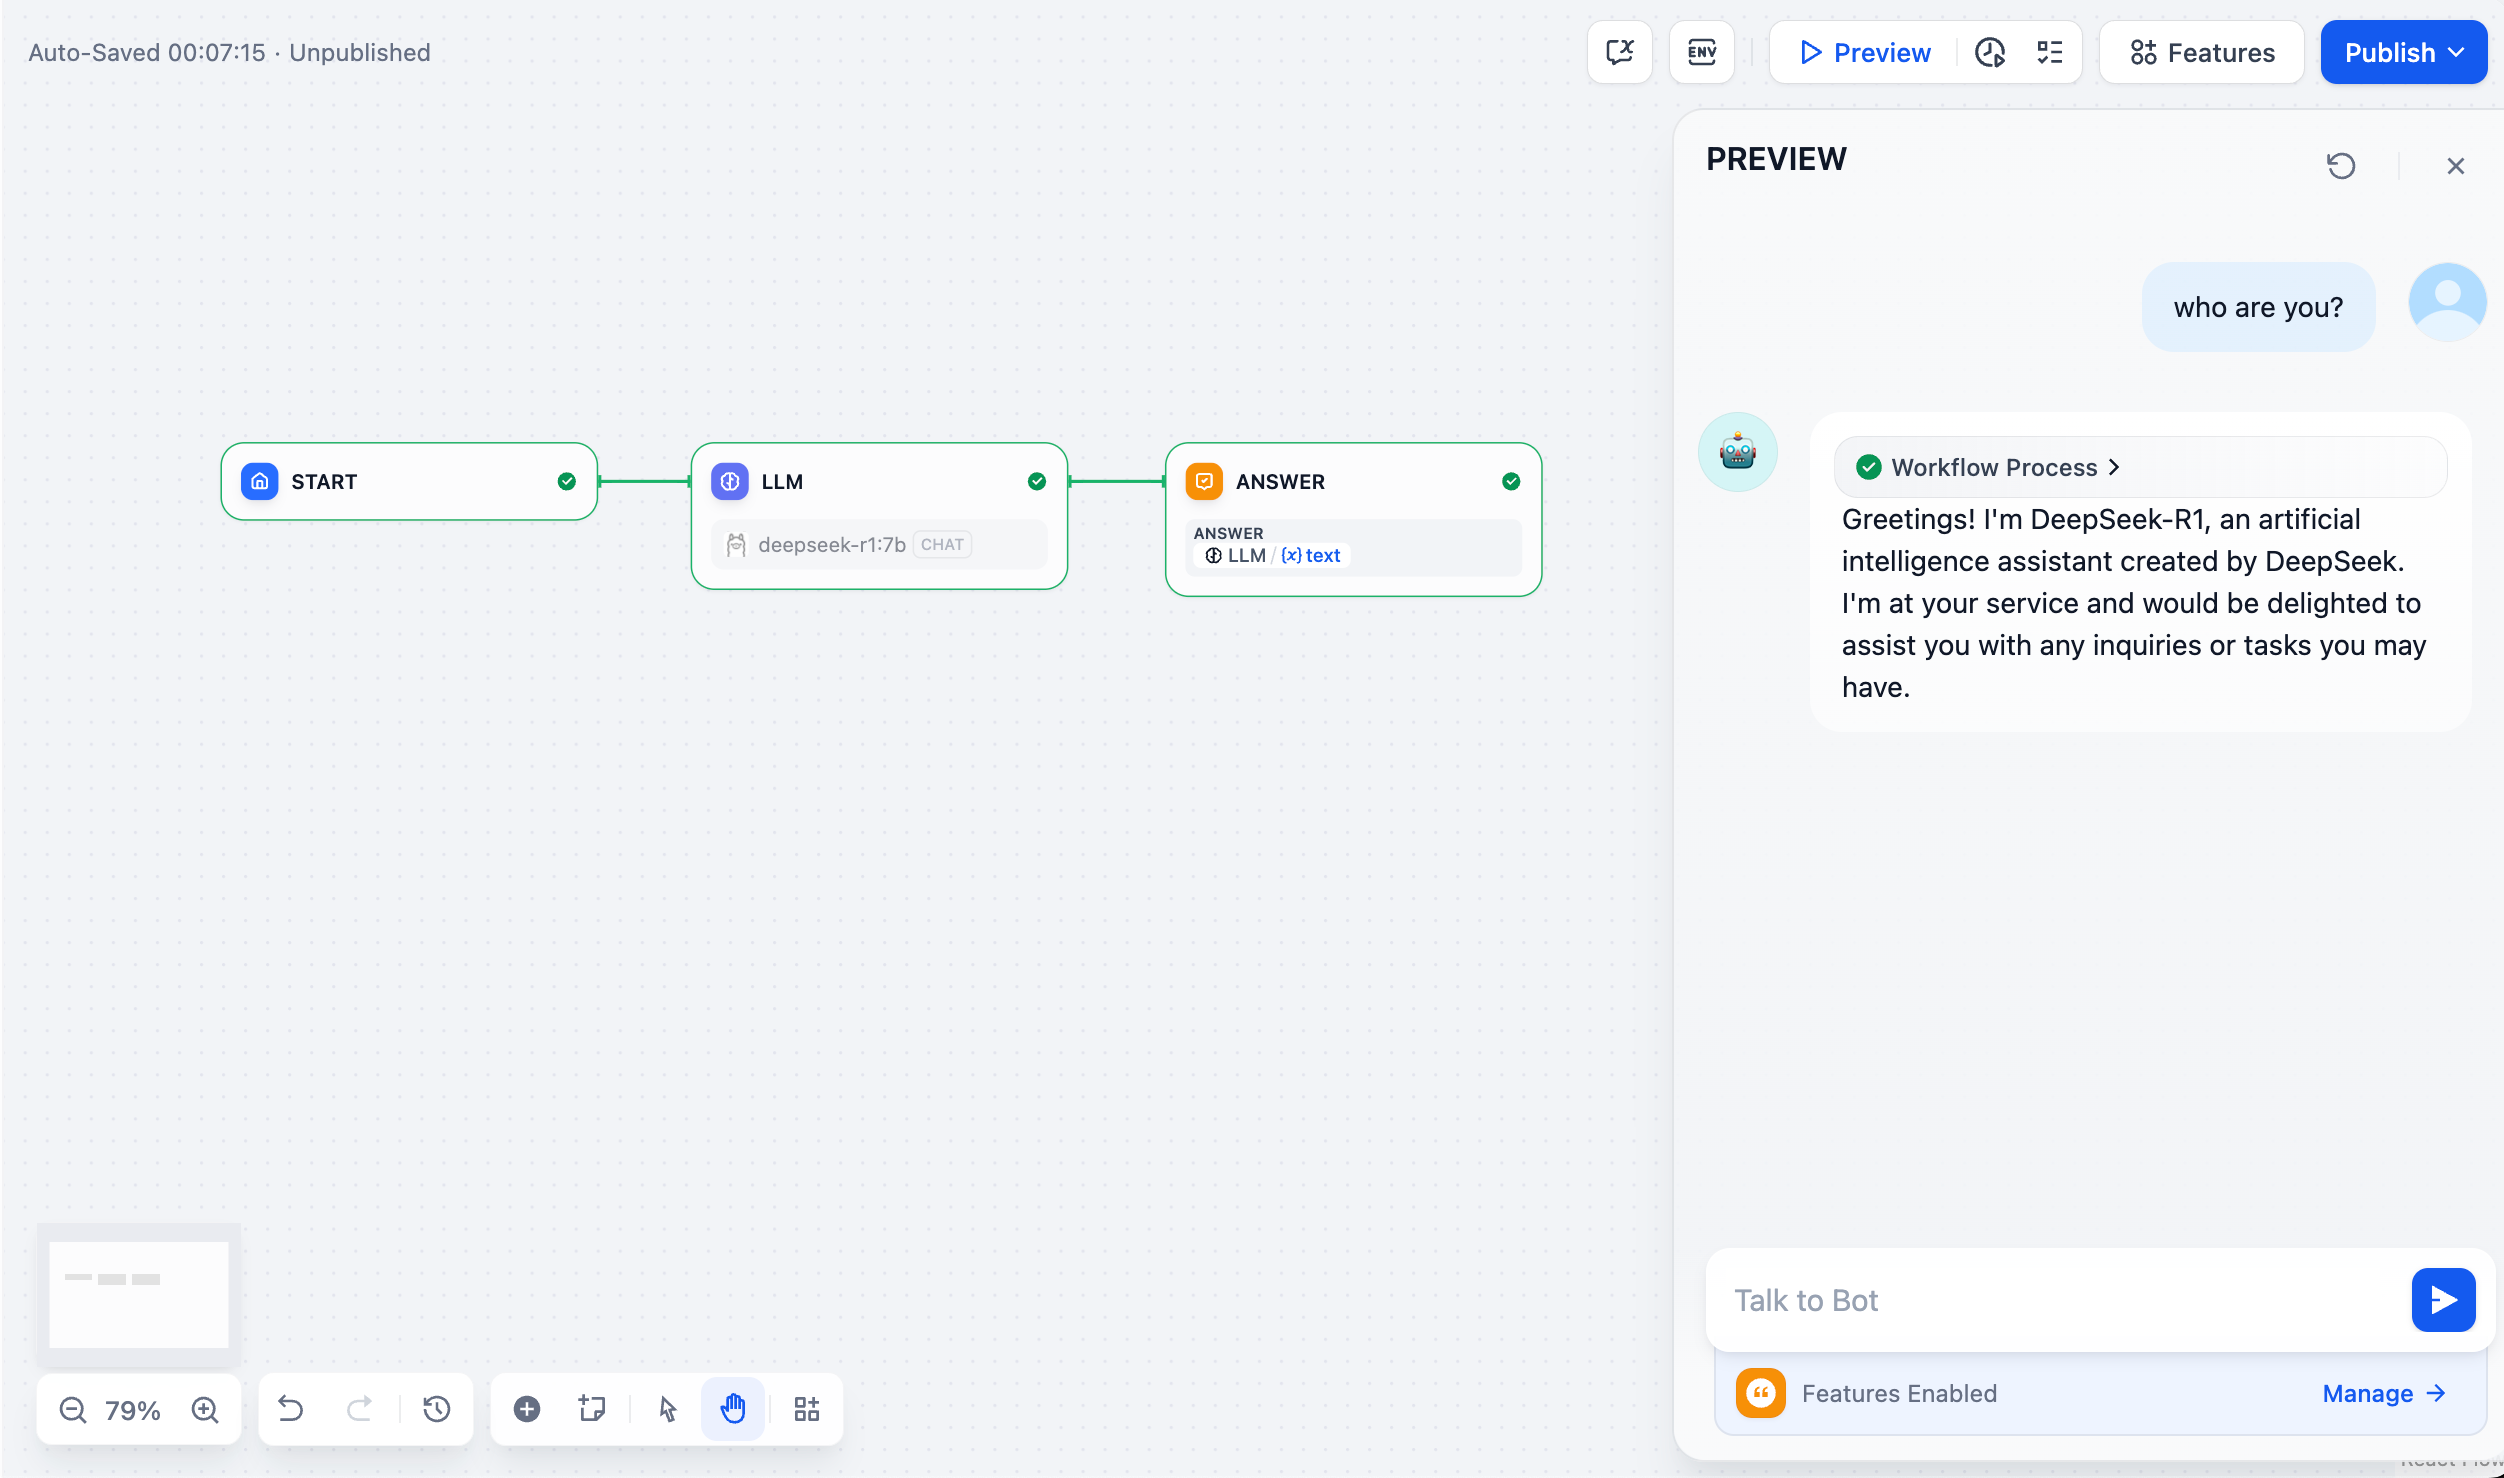 Auto-Saved 00:07:15 · Unpublished
ENV
Preview
Features
Publish
PREVIEW
who are you?
Workflow Process
Greetings! I'm DeepSeek-R1, an artificial
intelligence assistant created by DeepSeek.
I'm at your service and would be delighted to
assist you with any inquiries or tasks you may
have.
START
LLM
deepseek-r1:7b CHAT
ANSWER
ANSWER
LLM / {x} text
Talk to Bot
Features Enabled
Manage
79%
React Flow